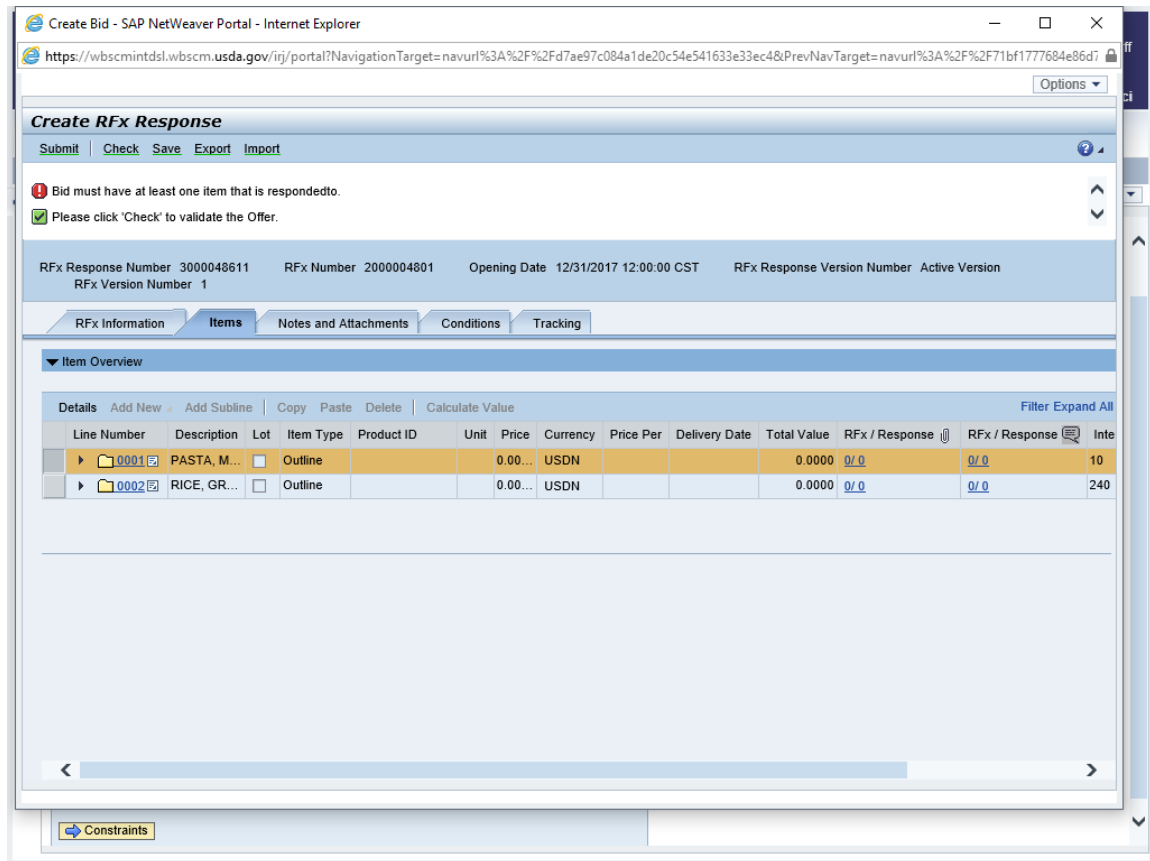 Create Bid - SAP NetWeaver Portal - Internet Explorer
https://wbscmintdsl.wbscm.usda.gov/irj/portal?NavigationTarget=navurl%3A%2F%2Fd7ae97c084a1de20c54e541633e33ec4&PrevNavTarget=navurl%3A%2F%2F71bf1777684e86d7
ff
Options
ci
Create RFx Response
Submit Check Save Export Import
Bid must have at least one item that is respondedto.
Please click 'Check' to validate the Offer.
RFx Response Number 3000048611 RFx Number 2000004801 Opening Date 12/31/2017 12:00:00 CST RFx Response Version Number Active Version
RFx Version Number 1
RFx Information Items Notes and Attachments Conditions Tracking
Item Overview
Details Add New Add Subline Copy Paste Delete Calculate Value Filter Expand All
Line Number Description Lot Item Type Product ID Unit Price Currency Price Per Delivery Date Total Value RFx / Response RFx / Response Inte
0001 PASTA, M... Outline 0.00... USDN 0.0000 0/ 0 0/ 0 10
0002 RICE, GR... Outline 0.00... USDN 0.0000 0/ 0 0/ 0 240
Constraints